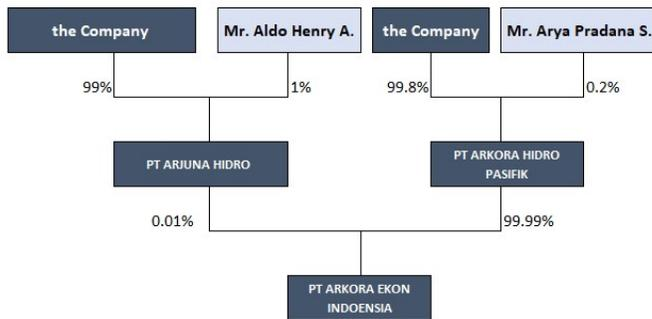 the Company
Mr. Aldo Henry A.
the Company
Mr. Arya Pradana S.
99%
1%
99.8%
0.2%
PT ARJUNA HIDRO
PT ARKORA HIDRO
PASIFIK
0.01%
99.99%
PT ARKORA EKON
INDOENSIA